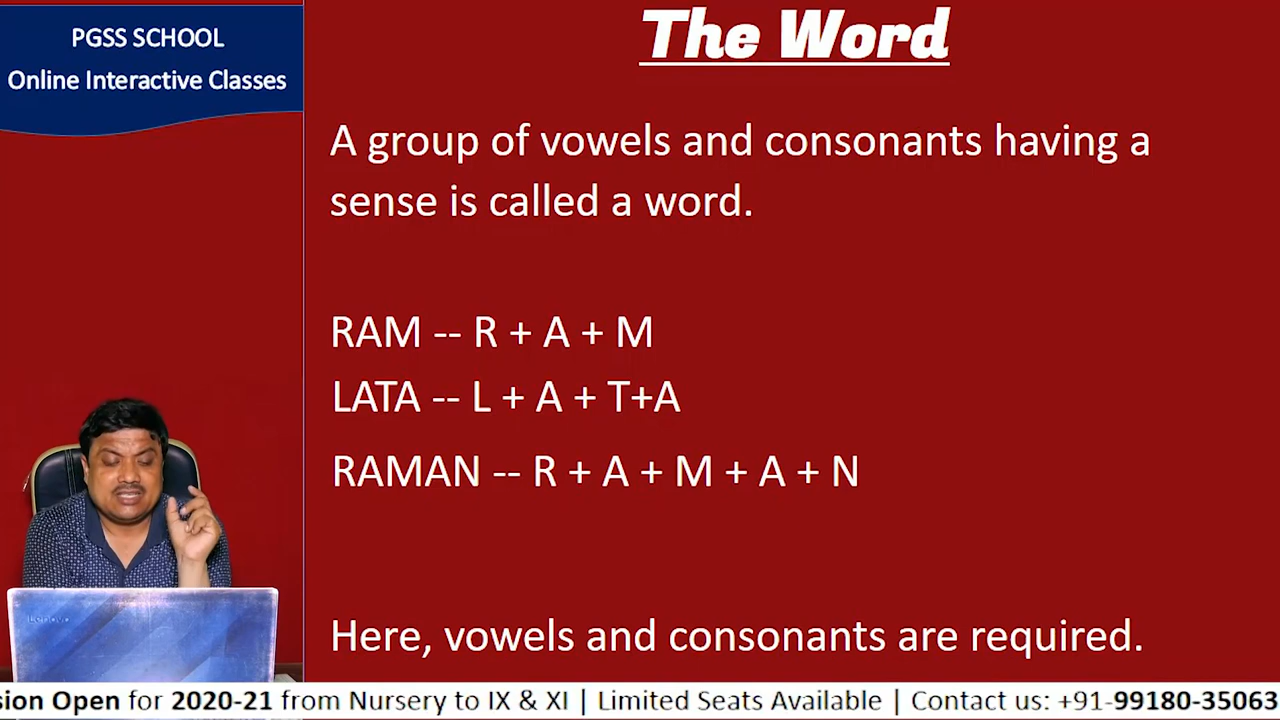 PGSS SCHOOL
Online Interactive Classes
The Word
A group of vowels and consonants having a
sense is called a word.
RAM -- R + A + M
LATA -- L + A + T+A
RAMAN -- R + A + M + A + N
Here, vowels and consonants are required.
Lenovo
sion Open for 2020-21 from Nursery to IX & XI | Limited Seats Available | Contact us: +91-99180-35063